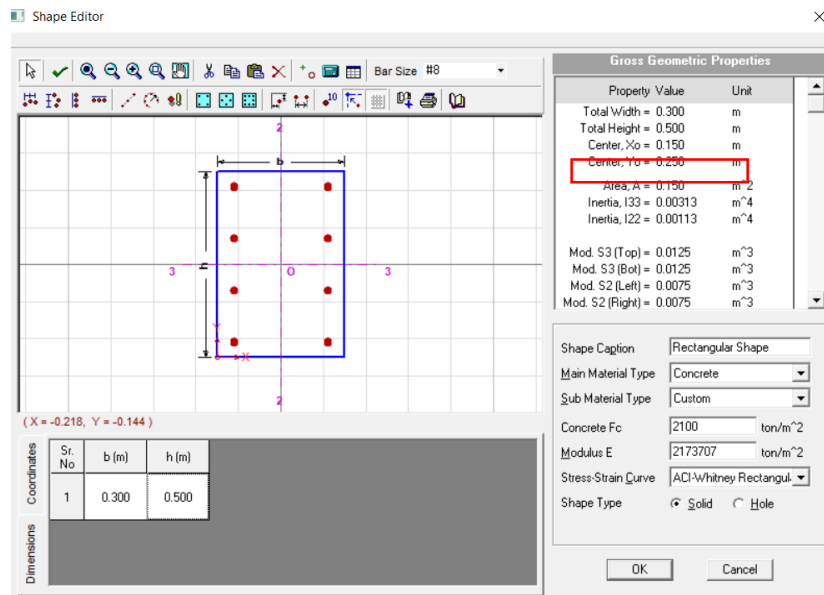 Shape Editor
Bar Size #8
10
2
b
h
3 O 3
Y
X
2
( X = -0.218, Y = -0.144 )
Coordinates
Dimensions
Sr. No b (m) h (m)
1 0.300 0.500
Gross Geometric Properties
Property Value Unit
Total Width = 0.300 m
Total Height = 0.500 m
Center, Xo = 0.150 m
Center, Yo = 0.250 m
Area, A = 0.150 m^2
Inertia, I33 = 0.00313 m^4
Inertia, I22 = 0.00113 m^4
Mod. S3 (Top) = 0.0125 m^3
Mod. S3 (Bot) = 0.0125 m^3
Mod. S2 (Left) = 0.0075 m^3
Mod. S2 (Right) = 0.0075 m^3
Shape Caption Rectangular Shape
Main Material Type Concrete
Sub Material Type Custom
Concrete Fc 2100 ton/m^2
Modulus E 2173707 ton/m^2
Stress-Strain Curve ACI-Whitney Rectangul
Shape Type Solid Hole
OK Cancel